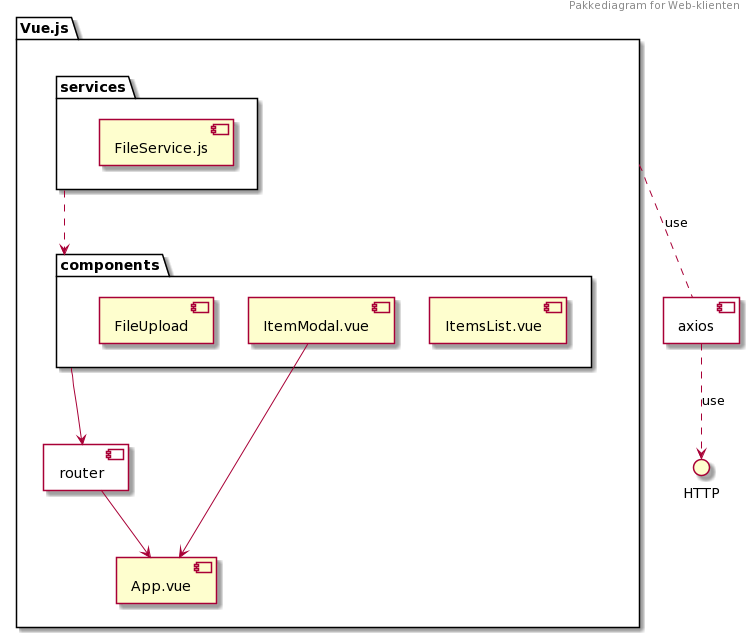 Pakkediagram for Web-klienten
Vue.js
services
FileService.js
use
components
FileUpload
ItemModal.vue
ItemsList.vue
axios
use
router
HTTP
App.vue